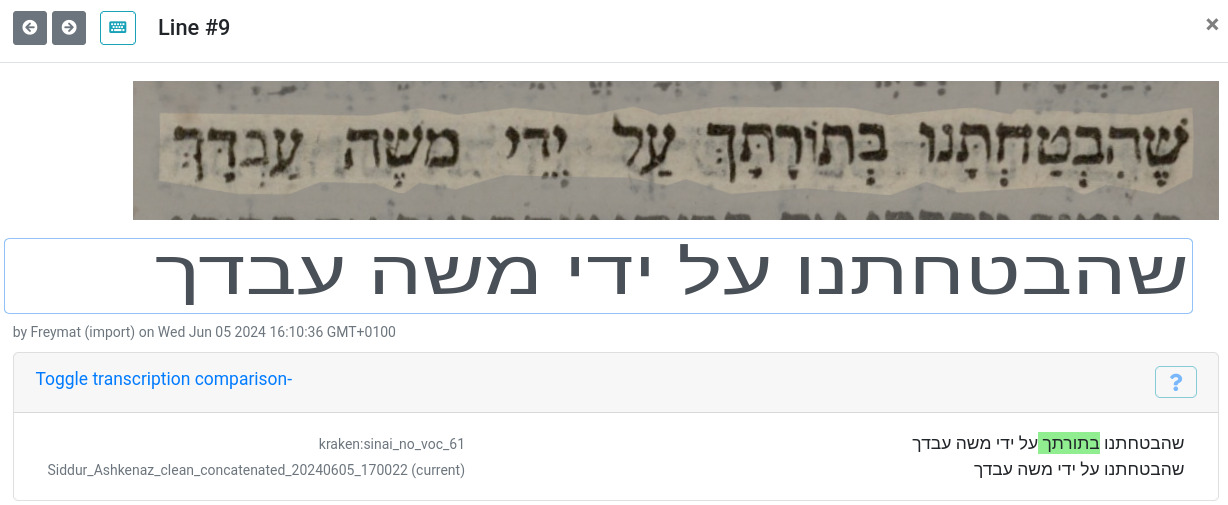 Line #9
×
שֶׁהִבְטַחְתָּנוּ בְּתוֹרָתָךְ עַל יְדֵי מֹשֶׁה עַבְדָּךְ
שהבטחתנו על ידי משה עבדך
by Freymat (import) on Wed Jun 05 2024 16:10:36 GMT+0100
Toggle transcription comparison-
?
kraken:sinai_no_voc_61 שהבטחתנו בתורתך על ידי משה עבדך
Siddur_Ashkenaz_clean_concatenated_20240605_170022 (current) שהבטחתנו על ידי משה עבדך